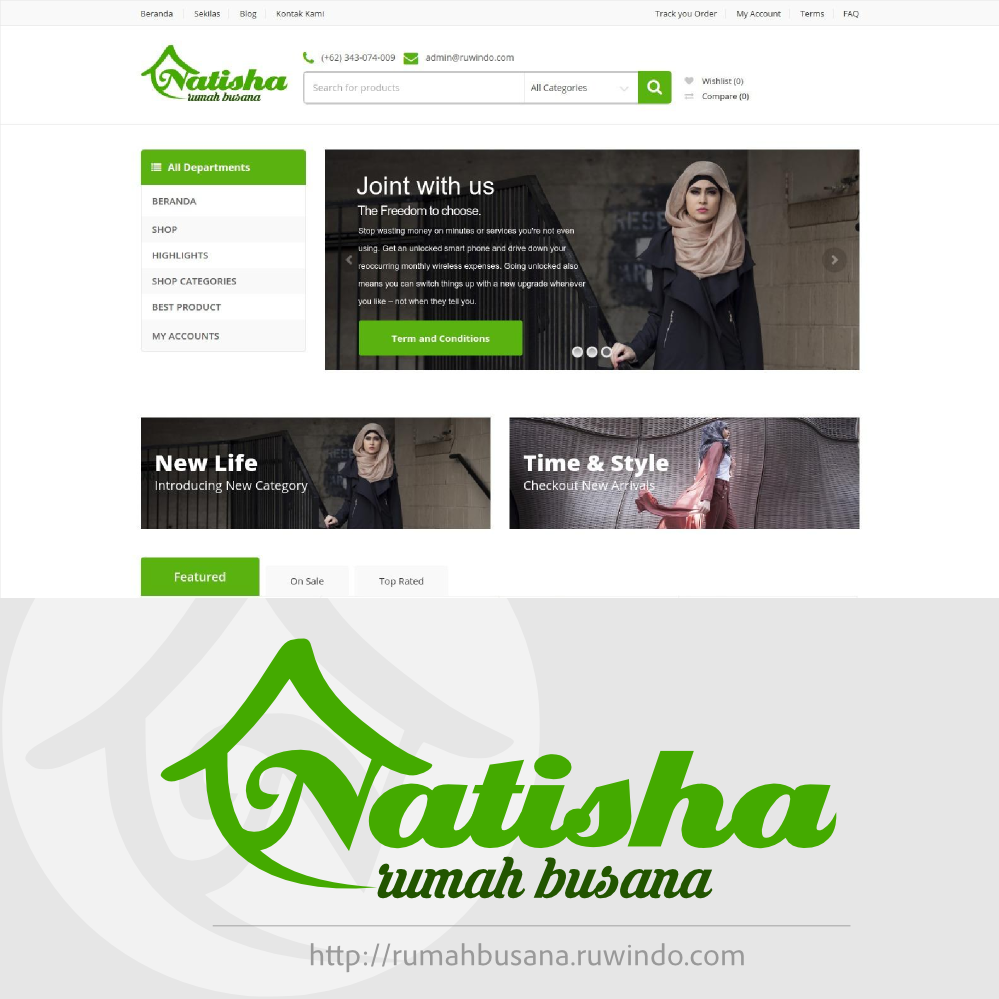 Beranda
Sekilas
Blog
Kontak Kami
Track you Order
My Account
Terms
FAQ
Natisha
rumah busana
(+62) 343-074-009
admin@ruwindo.com
Search for products
All Categories
Wishlist (0)
Compare (0)
All Departments
BERANDA
SHOP
HIGHLIGHTS
SHOP CATEGORIES
BEST PRODUCT
MY ACCOUNTS
Joint with us
The Freedom to choose.
Stop wasting money on minutes or services you're not even
using. Get an unlocked smart phone and drive down your
reoccurring monthly wireless expenses. Going unlocked also
means you can switch things up with a new upgrade whenever
you like – not when they tell you.
Term and Conditions
New Life
Introducing New Category
Time & Style
Checkout New Arrivals
Featured
On Sale
Top Rated
Natisha
rumah busana
http://rumahbusana.ruwindo.com